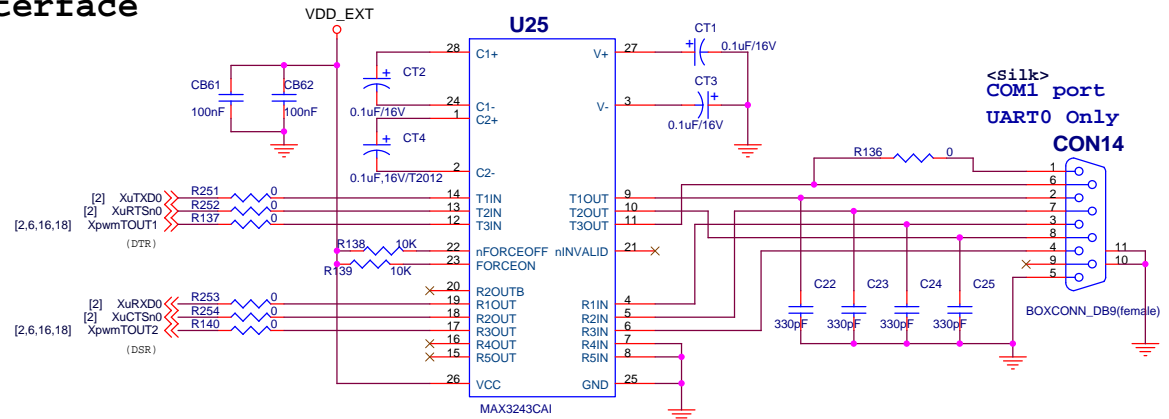 terface
VDD_EXT
U25
28 C1+ V+ 27 CT1
0.1uF/16V
CT2
0.1uF/16V
CB61 CB62
100nF 100nF
24 C1-
1 C2+
V- 3 CT3
0.1uF/16V
CT4
0.1uF,16V/T2012
2 C2-
<Silk>
COM1 port
UART0 Only
CON14
R136 0
[2] XuTXD0 R251 0 14 T1IN T1OUT 9
[2] XuRTSn0 R252 0 13 T2IN T2OUT 10
[2,6,16,18] XpwmTOUT1 R137 0 12 T3IN T3OUT 11
(DTR)
R138 10K 22 nFORCEOFF nINVALID 21
R139 10K 23 FORCEON
20 R2OUTB
[2] XuRXD0 R253 0 19 R1OUT R1IN 4
[2] XuCTSn0 R254 0 18 R2OUT R2IN 5
[2,6,16,18] XpwmTOUT2 R140 0 17 R3OUT R3IN 6
(DSR)
16 R4OUT R4IN 7
15 R5OUT R5IN 8
26 VCC GND 25
MAX3243CAI
1
6
2
7
3
8
4
9
5
11
10
C22 C23 C24 C25
330pF 330pF 330pF 330pF
BOXCONN_DB9(female)